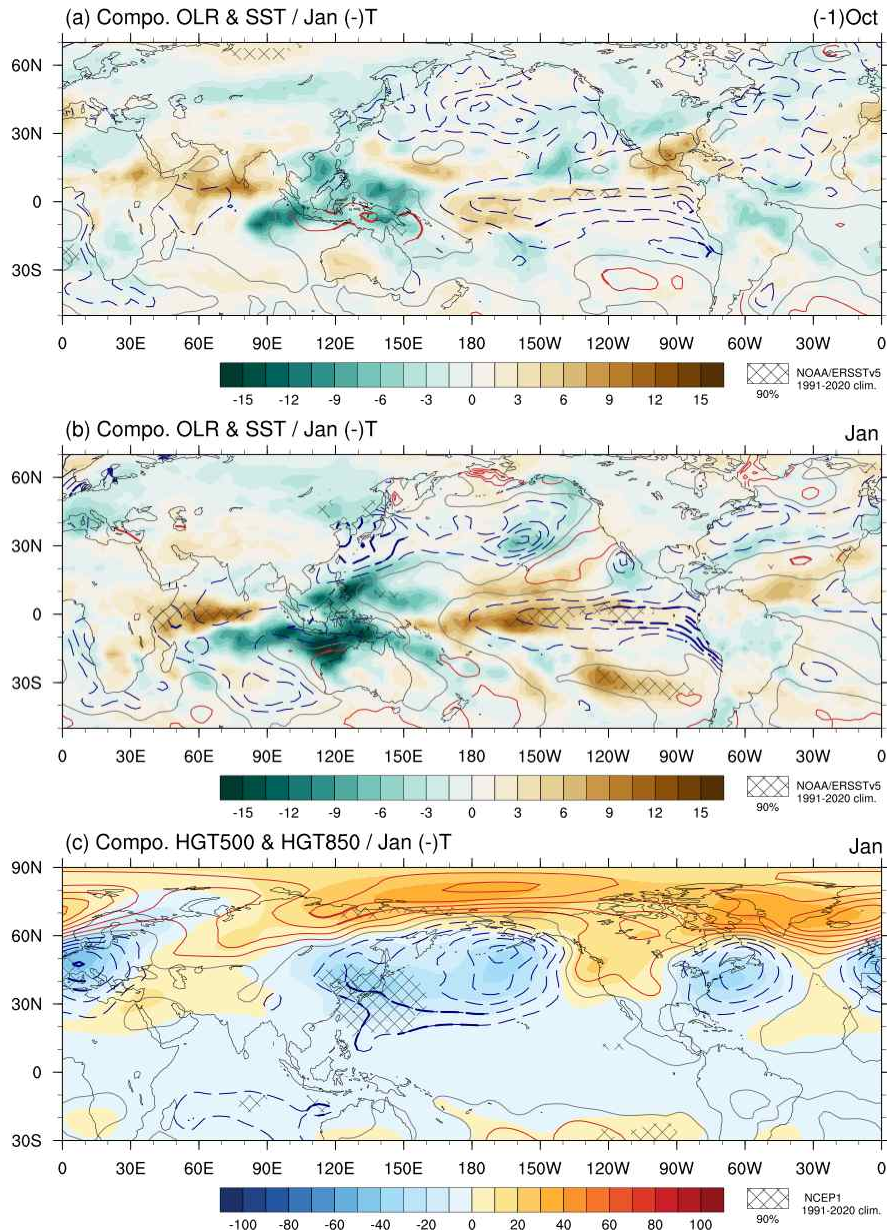 (a) Compo. OLR & SST / Jan (-)T (-1)Oct
60N
30N
0
30S
0 30E 60E 90E 120E 150E 180 150W 120W 90W 60W 30W 0
-15 -12 -9 -6 -3 0 3 6 9 12 15
90%
NOAA/ERSSTv5
1991-2020 clim.
(b) Compo. OLR & SST / Jan (-)T Jan
60N
30N
0
30S
0 30E 60E 90E 120E 150E 180 150W 120W 90W 60W 30W 0
-15 -12 -9 -6 -3 0 3 6 9 12 15
90%
NOAA/ERSSTv5
1991-2020 clim.
(c) Compo. HGT500 & HGT850 / Jan (-)T Jan
90N
60N
30N
0
30S
0 30E 60E 90E 120E 150E 180 150W 120W 90W 60W 30W 0
-100 -80 -60 -40 -20 0 20 40 60 80 100
90%
NCEP1
1991-2020 clim.